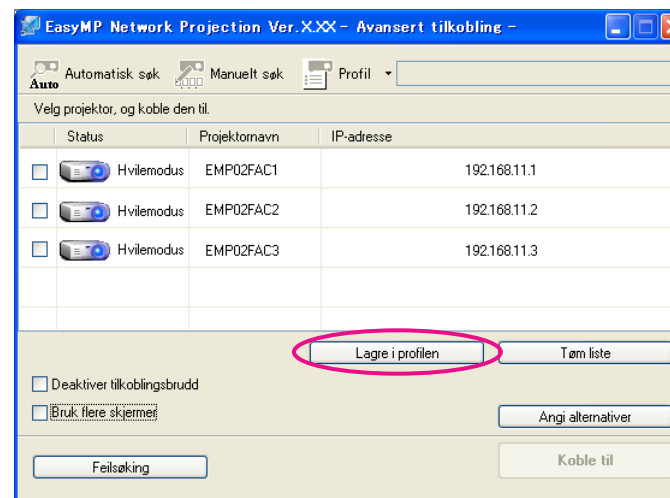 EasyMP Network Projection Ver.X.XX – Avansert tilkobling –
Auto Automatisk søk Manuelt søk Profil
Velg projektor, og koble den til.
Status Projektornavn IP-adresse
Hvilemodus EMP02FAC1 192.168.11.1
Hvilemodus EMP02FAC2 192.168.11.2
Hvilemodus EMP02FAC3 192.168.11.3
Lagre i profilen Tøm liste
Deaktiver tilkoblingsbrudd
Bruk flere skjermer
Angi alternativer
Feilsøking Koble til